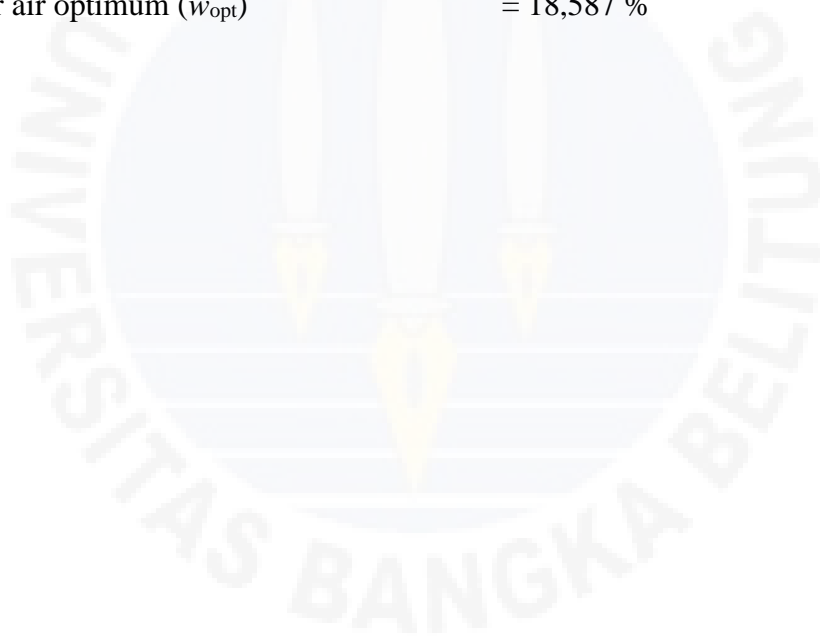 r air optimum (wopt) = 18,587 %
UNIVERSITAS BANGKA BELITUNG